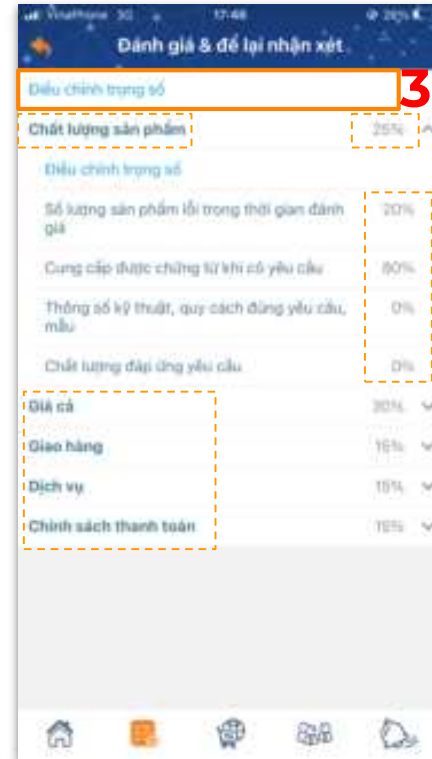 VinaPhone 3G 17:48
Đánh giá & để lại nhận xét
Điều chỉnh trọng số
3
Chất lượng sản phẩm 25%
Điều chỉnh trọng số
Số lượng sản phẩm lỗi trong thời gian đánh
giá 20%
Cung cấp được chứng từ khi có yêu cầu 80%
Thông số kỹ thuật, quy cách đúng yêu cầu,
mẫu 0%
Chất lượng đáp ứng yêu cầu 0%
Giá cả 30%
Giao hàng 15%
Dịch vụ 15%
Chính sách thanh toán 15%